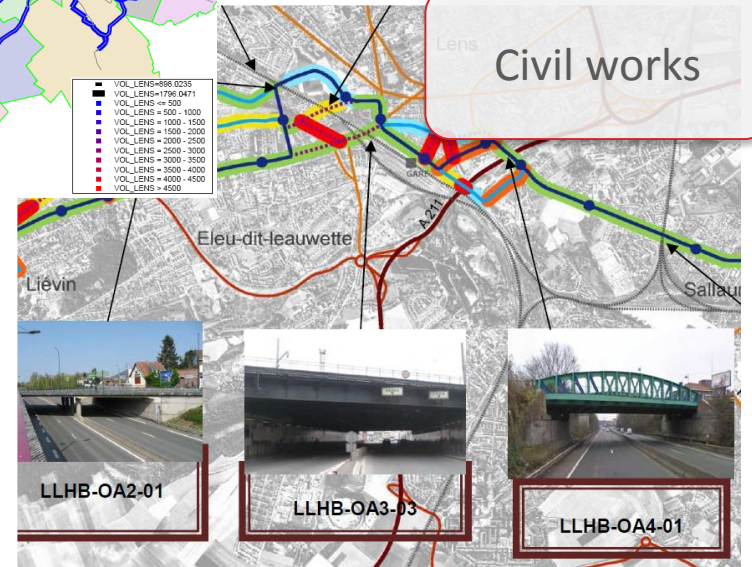 Lens
Civil works
VOL_LENS=898.0235
VOL_LENS=1796.0471
VOL_LENS <= 500
VOL_LENS = 500 - 1000
VOL_LENS = 1000 - 1500
VOL_LENS = 1500 - 2000
VOL_LENS = 2000 - 2500
VOL_LENS = 2500 - 3000
VOL_LENS = 3000 - 3500
VOL_LENS = 3500 - 4000
VOL_LENS = 4000 - 4500
VOL_LENS > 4500
GARE
A 211
Eleu-dit-leauwette
Liévin
Sallau
LLHB-OA2-01
LLHB-OA3-03
LLHB-OA4-01